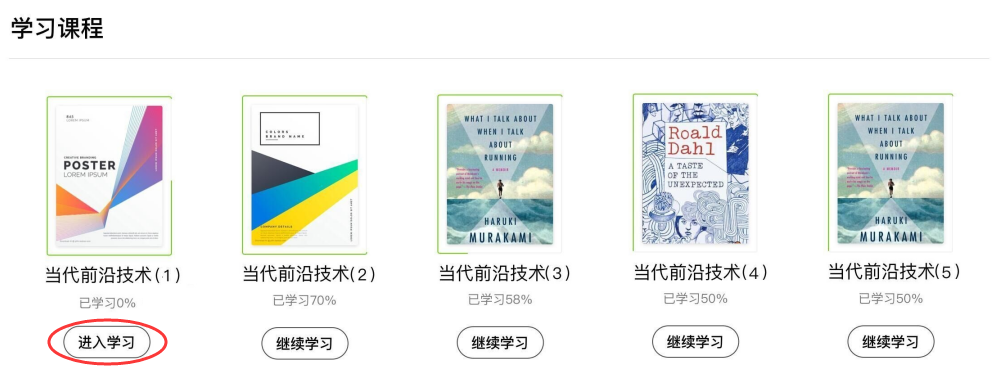 学习课程
POSTER
LOREM IPSUM
当代前沿技术(1)
已学习0%
进入学习
COLORS
BRAND NAME
当代前沿技术(2)
已学习70%
继续学习
WHAT I TALK ABOUT
WHEN I TALK
ABOUT
RUNNING
A MEMOIR
HARUKI
MURAKAMI
当代前沿技术(3)
已学习58%
继续学习
Roald
Dahl
A TASTE
OF THE
UNEXPECTED
当代前沿技术(4)
已学习50%
继续学习
WHAT I TALK ABOUT
WHEN I TALK
ABOUT
RUNNING
A MEMOIR
HARUKI
MURAKAMI
当代前沿技术(5)
已学习50%
继续学习